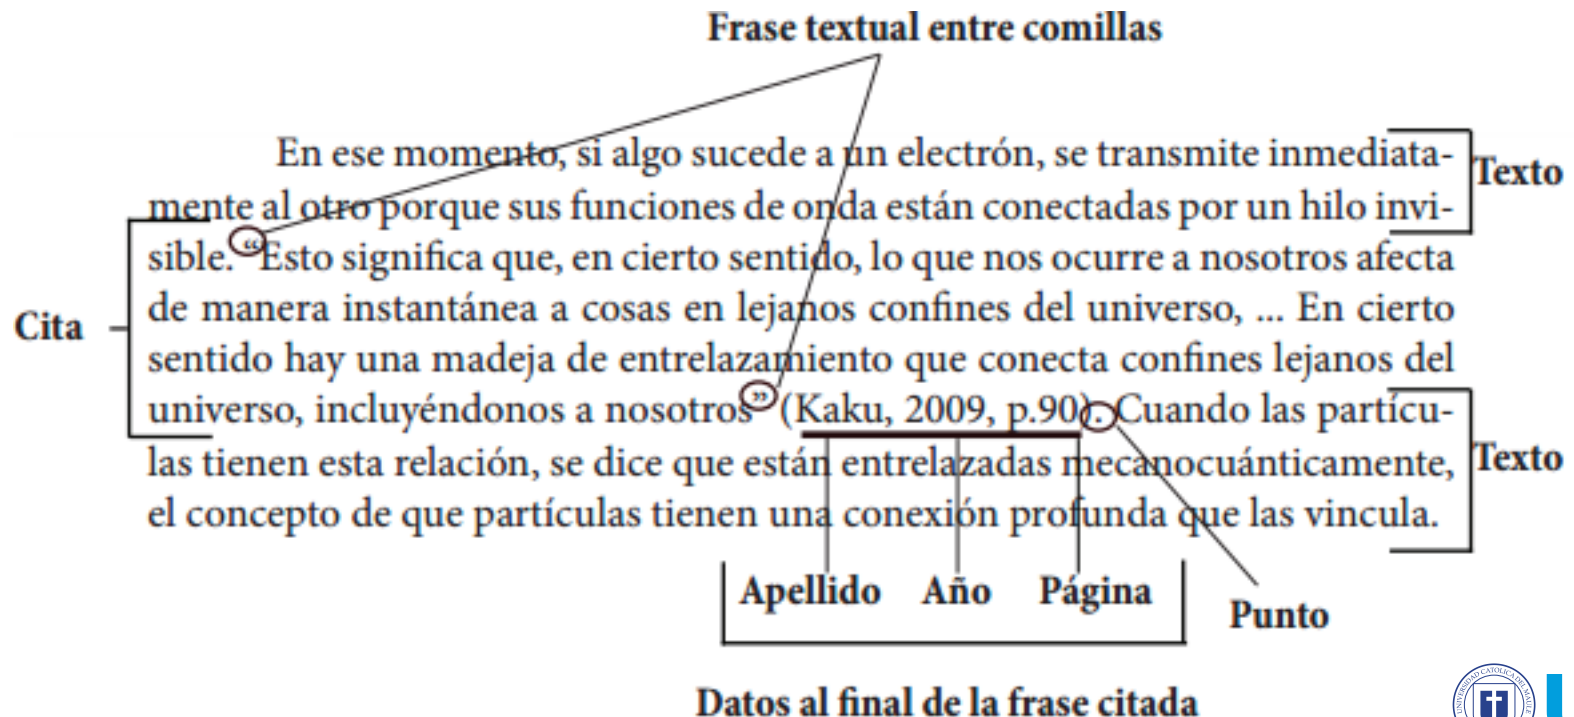 Frase textual entre comillas
En ese momento, si algo sucede a un electrón, se transmite inmediata-
mente al otro porque sus funciones de onda están conectadas por un hilo invi-
sible. “Esto significa que, en cierto sentido, lo que nos ocurre a nosotros afecta
de manera instantánea a cosas en lejanos confines del universo, ... En cierto
sentido hay una madeja de entrelazamiento que conecta confines lejanos del
universo, incluyéndonos a nosotros” (Kaku, 2009, p.90). Cuando las partícu-
las tienen esta relación, se dice que están entrelazadas mecanocuánticamente,
el concepto de que partículas tienen una conexión profunda que las vincula.
Texto
Cita
Texto
Apellido Año Página
Punto
Datos al final de la frase citada
UNIVERSIDAD CATOLICA DEL MAULE